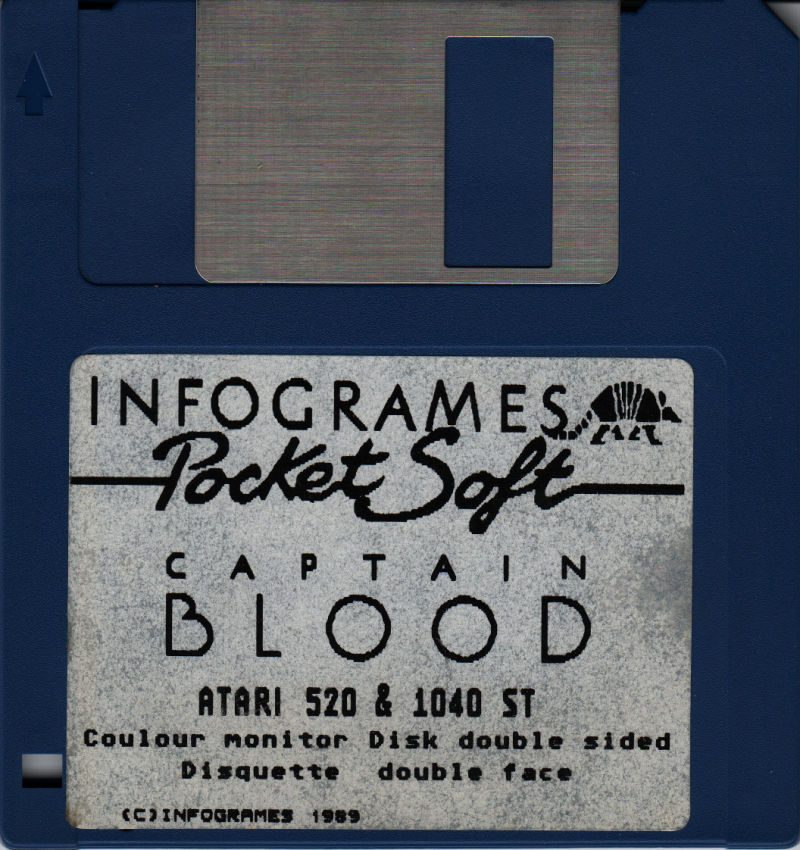 INFOGRAMES
Pocket Soft
CAPTAIN
BLOOD
ATARI 520 & 1040 ST
Coulour monitor Disk double sided
Disquette double face
(C)INFOGRAMES 1989